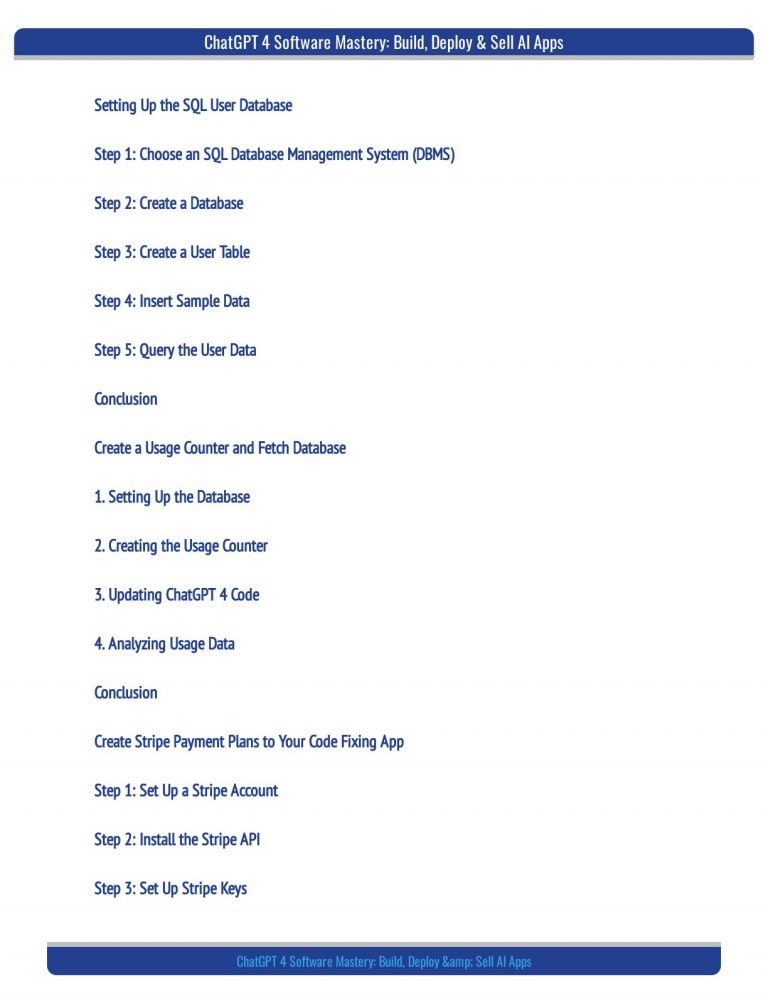 ChatGPT 4 Software Mastery: Build, Deploy & Sell AI Apps
Setting Up the SQL User Database
Step 1: Choose an SQL Database Management System (DBMS)
Step 2: Create a Database
Step 3: Create a User Table
Step 4: Insert Sample Data
Step 5: Query the User Data
Conclusion
Create a Usage Counter and Fetch Database
1. Setting Up the Database
2. Creating the Usage Counter
3. Updating ChatGPT 4 Code
4. Analyzing Usage Data
Conclusion
Create Stripe Payment Plans to Your Code Fixing App
Step 1: Set Up a Stripe Account
Step 2: Install the Stripe API
Step 3: Set Up Stripe Keys
ChatGPT 4 Software Mastery: Build, Deploy &amp; Sell AI Apps